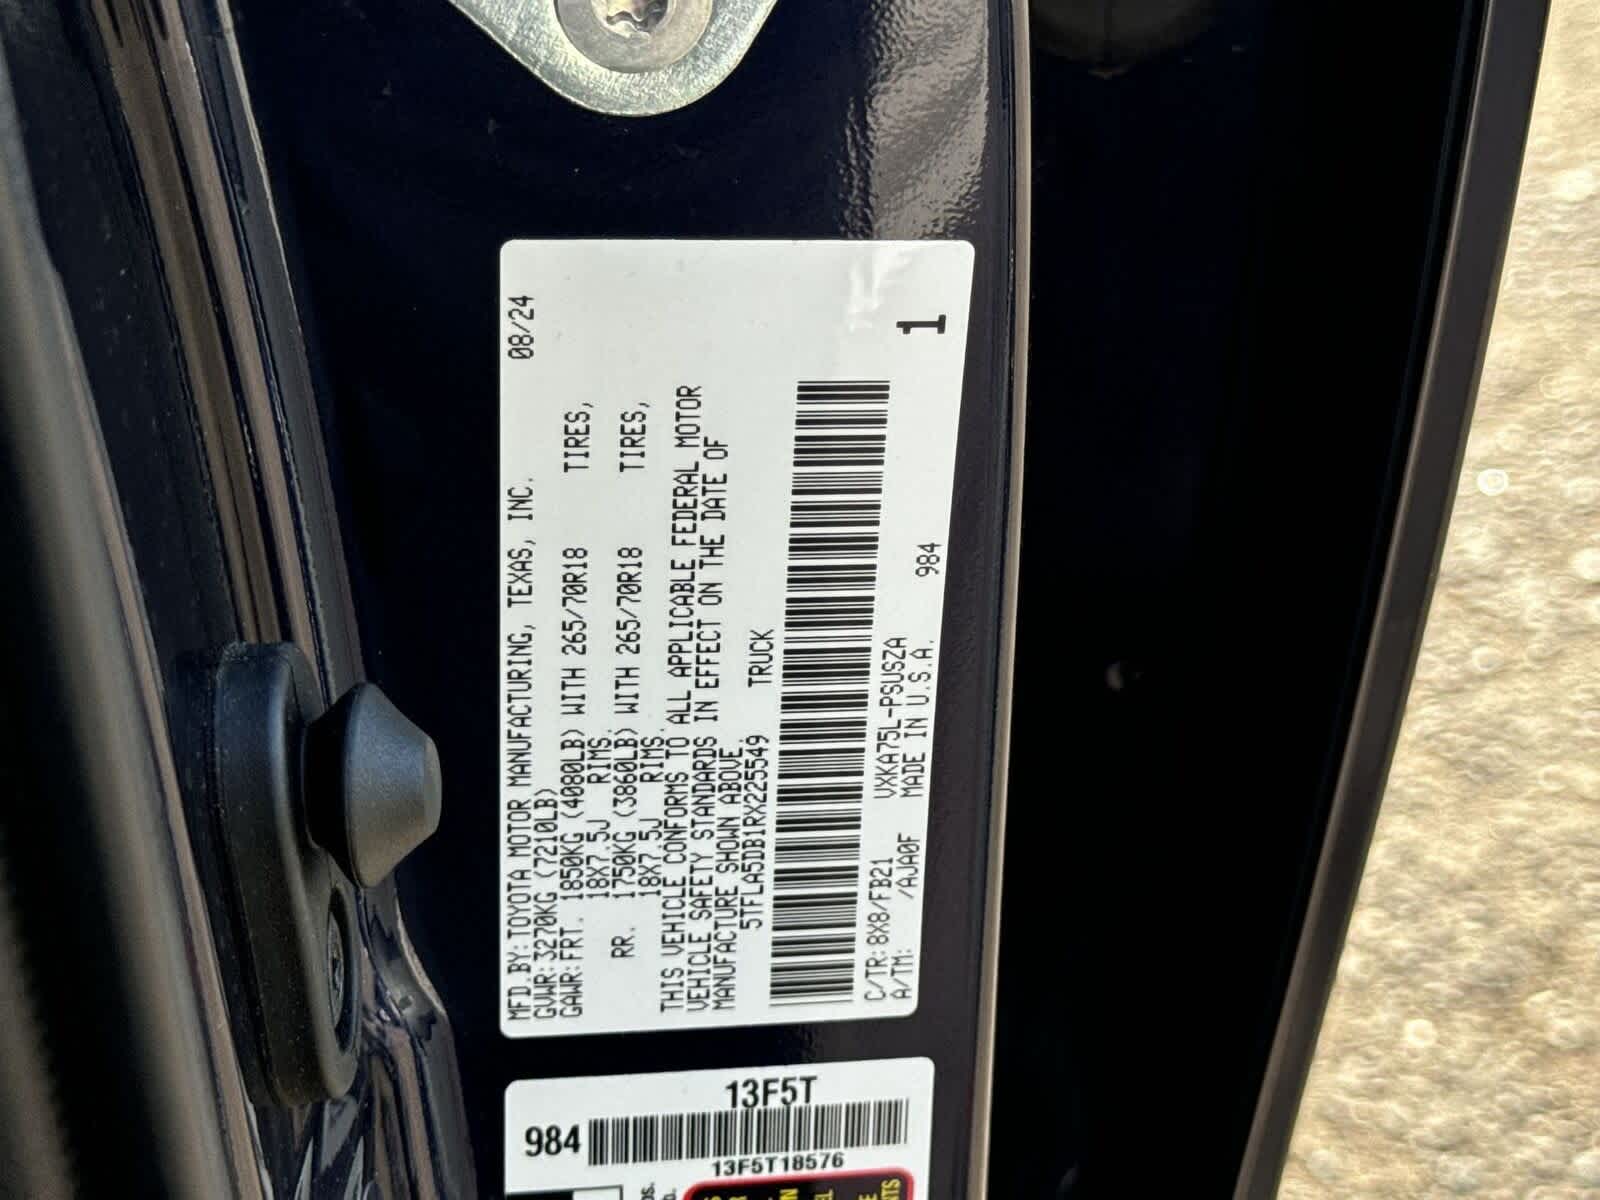 MFD.BY:TOYOTA MOTOR MANUFACTURING, TEXAS, INC. 08/24
GVWR:3270KG (7210LB)
GAWR:FRT. 1850KG (4080LB) WITH 265/70R18 TIRES,
18X7.5J RIMS.
RR. 1750KG (3860LB) WITH 265/70R18 TIRES,
18X7.5J RIMS.
THIS VEHICLE CONFORMS TO ALL APPLICABLE FEDERAL MOTOR
VEHICLE SAFETY STANDARDS IN EFFECT ON THE DATE OF
MANUFACTURE SHOWN ABOVE.
5TFLA5DB1RX225549 TRUCK
C/TR:8X8/FB21 VXKA75L-PSUSZA
A/TM: /AJA0F MADE IN U.S.A. 984
1
13F5T
984
13F5T18576